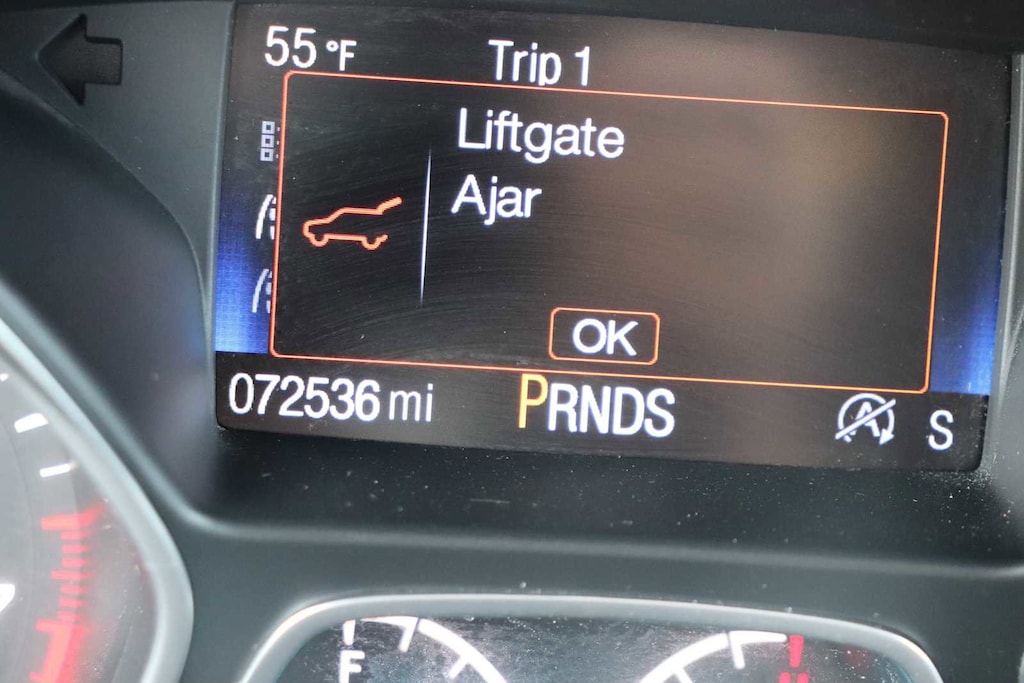 55 °F Trip 1
Liftgate
Ajar
OK
072536 mi PRNDS A S
F